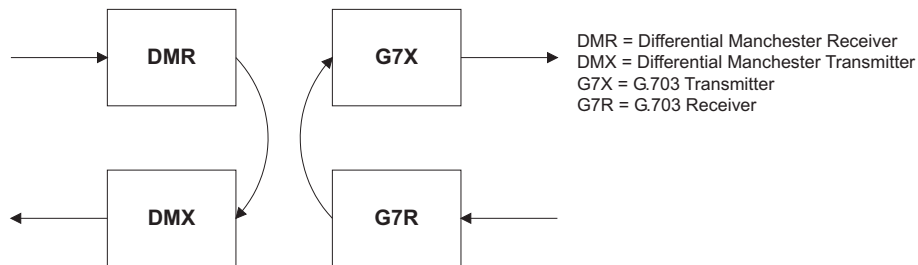 DMR
G7X
DMR = Differential Manchester Receiver
DMX = Differential Manchester Transmitter
G7X = G.703 Transmitter
G7R = G.703 Receiver
DMX
G7R